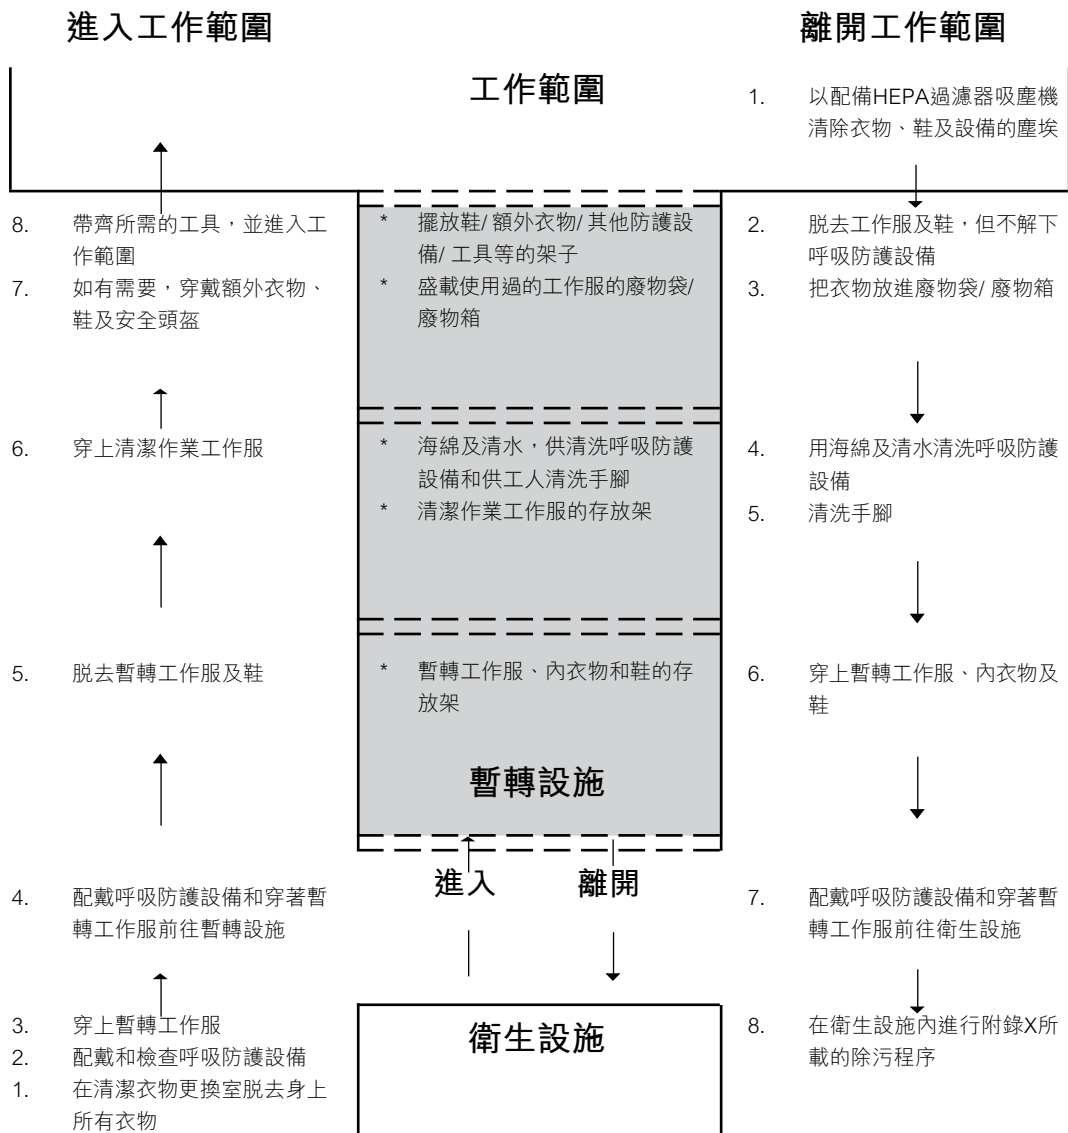 進入工作範圍
離開工作範圍
工作範圍
1. 以配備HEPA過濾器吸塵機
清除衣物、鞋及設備的塵埃
8. 帶齊所需的工具，並進入工
作範圍
7. 如有需要，穿戴額外衣物、
鞋及安全頭盔
* 擺放鞋/ 額外衣物/ 其他防護設
備/ 工具等的架子
* 盛載使用過的工作服的廢物袋/
廢物箱
2. 脱去工作服及鞋，但不解下
呼吸防護設備
3. 把衣物放進廢物袋/ 廢物箱
6. 穿上清潔作業工作服
* 海綿及清水，供清洗呼吸防護
設備和供工人清洗手腳
* 清潔作業工作服的存放架
4. 用海綿及清水清洗呼吸防護
設備
5. 清洗手腳
5. 脱去暫轉工作服及鞋
* 暫轉工作服、內衣物和鞋的存
放架
6. 穿上暫轉工作服、內衣物及
鞋
暫轉設施
進入
離開
4. 配戴呼吸防護設備和穿著暫
轉工作服前往暫轉設施
7. 配戴呼吸防護設備和穿著暫
轉工作服前往衛生設施
3. 穿上暫轉工作服
2. 配戴和檢查呼吸防護設備
1. 在清潔衣物更換室脱去身上
所有衣物
衛生設施
8. 在衛生設施內進行附錄X所
載的除污程序